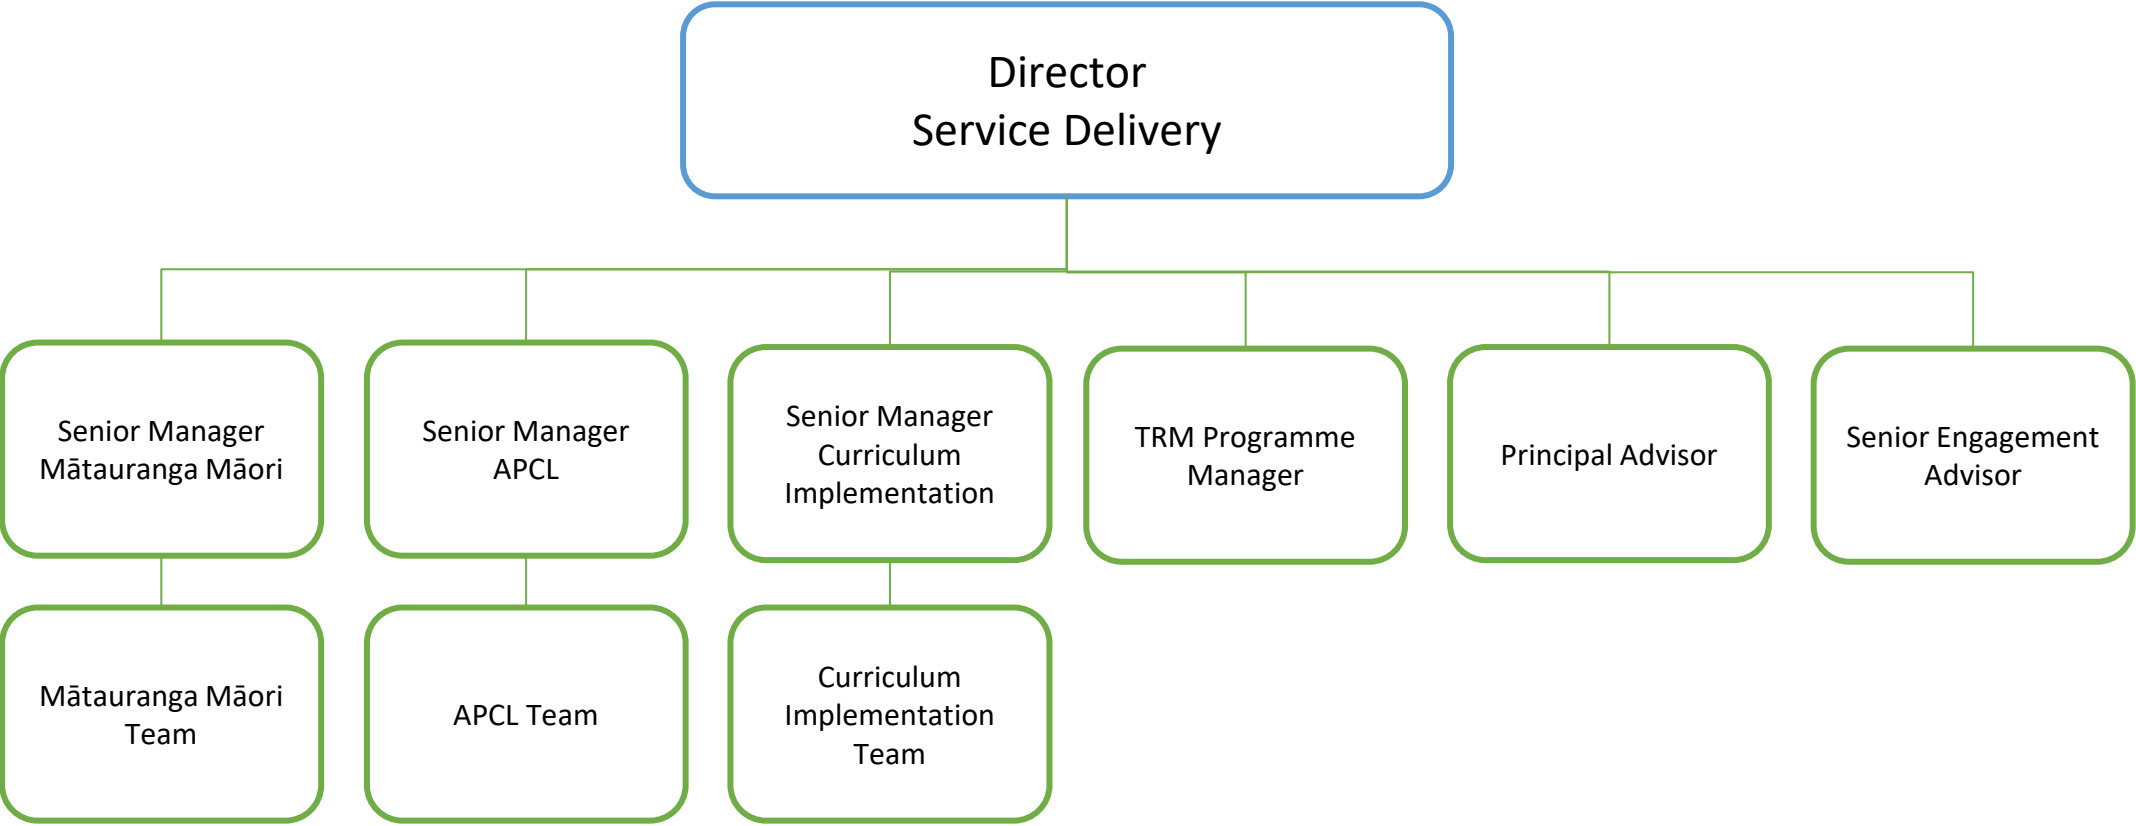 Director
Service Delivery
Senior Manager
Mātauranga Māori
Senior Manager
APCL
Senior Manager
Curriculum
Implementation
TRM Programme
Manager
Principal Advisor
Senior Engagement
Advisor
Mātauranga Māori
Team
APCL Team
Curriculum
Implementation
Team